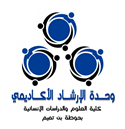 وحدة الإرشاد الأكاديمي
كلية العلوم والدراسات الإنسانية
بحوطة بني تميم